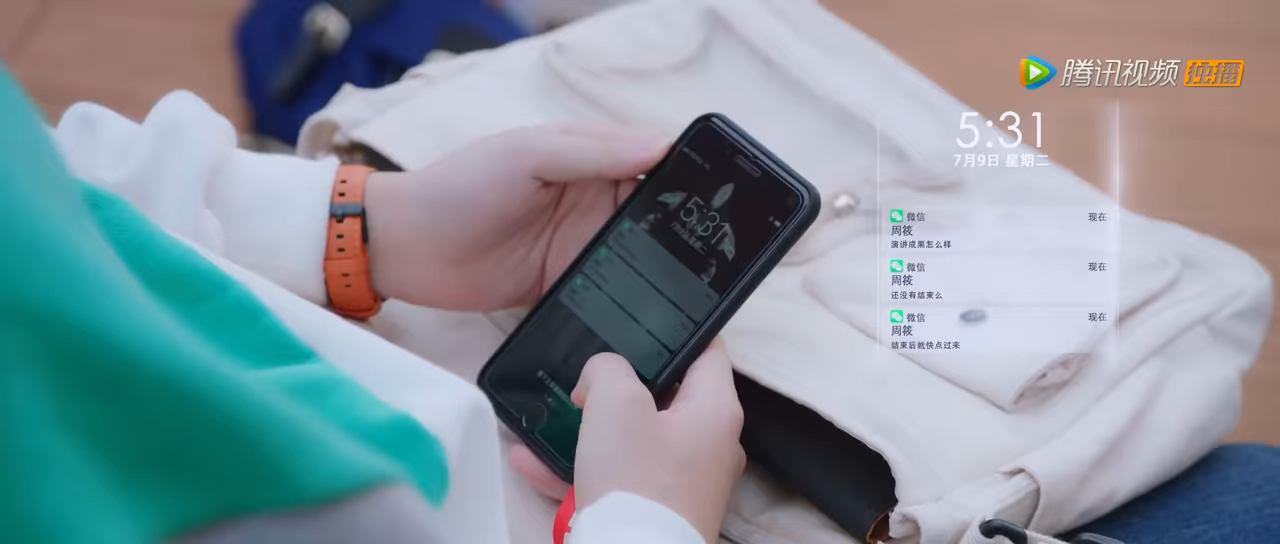 腾讯视频 独播
5:31
7月9日 星期二
微信 现在
周筱
演讲成果怎么样
微信 现在
周筱
还没有结束么
微信 现在
周筱
结束后就快点过来
5:31